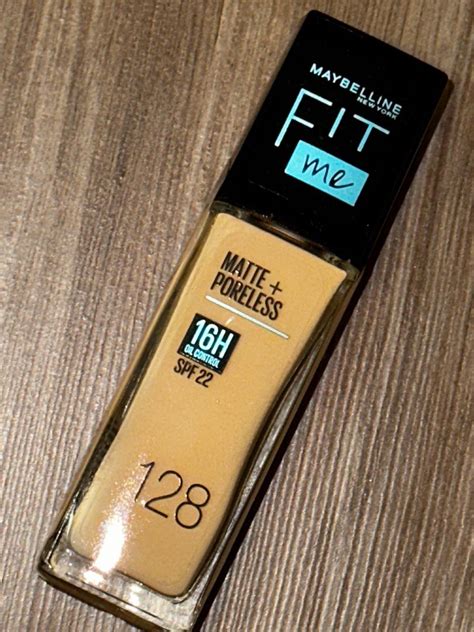 MAYBELLINE
NEW YORK
FIT
me
MATTE +
PORELESS
16H
OIL CONTROL
SPF 22
128